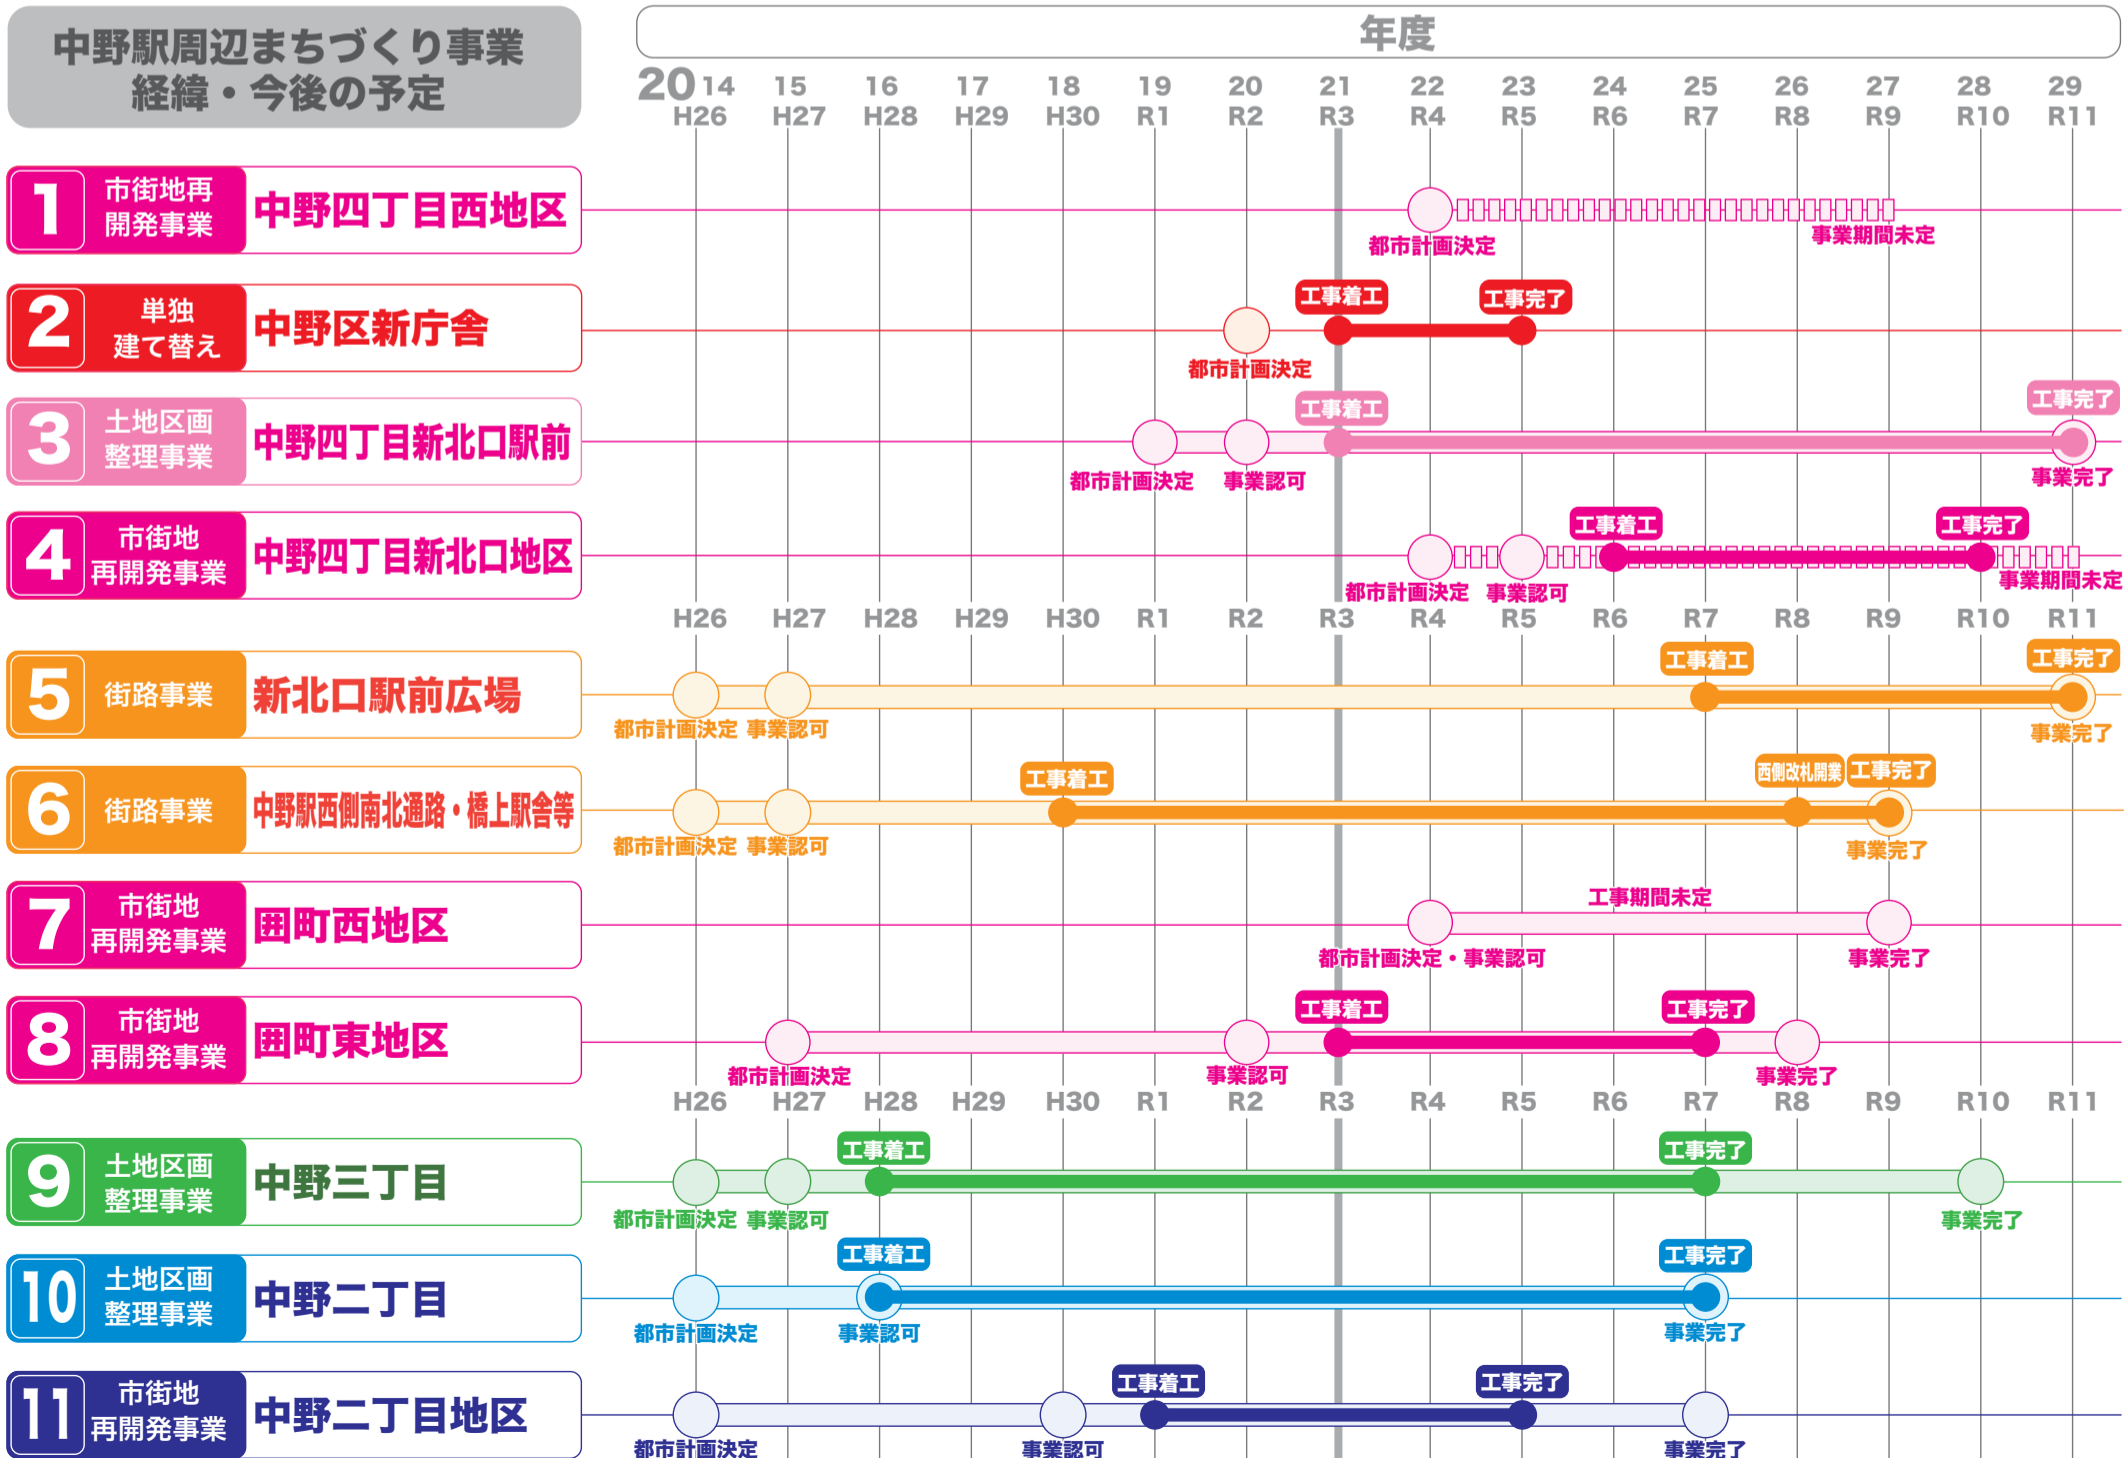 中野駅周辺まちづくり事業
経緯・今後の予定
年度
2014 15 16 17 18 19 20 21 22 23 24 25 26 27 28 29
H26 H27 H28 H29 H30 R1 R2 R3 R4 R5 R6 R7 R8 R9 R10 R11
1
市街地再
開発事業
中野四丁目西地区
都市計画決定
事業期間未定
2
単独
建て替え
中野区新庁舎
工事着工
工事完了
都市計画決定
3
土地区画
整理事業
中野四丁目新北口駅前
工事着工
工事完了
都市計画決定
事業認可
事業完了
4
市街地
再開発事業
中野四丁目新北口地区
工事着工
工事完了
都市計画決定
事業認可
事業期間未定
H26 H27 H28 H29 H30 R1 R2 R3 R4 R5 R6 R7 R8 R9 R10 R11
5
街路事業
新北口駅前広場
工事着工
工事完了
都市計画決定
事業認可
事業完了
6
街路事業
中野駅西側南北通路・橋上駅舎等
工事着工
西側改札開業
工事完了
都市計画決定
事業認可
事業完了
7
市街地
再開発事業
囲町西地区
工事期間未定
都市計画決定・事業認可
事業完了
8
市街地
再開発事業
囲町東地区
工事着工
工事完了
都市計画決定
事業認可
事業完了
H26 H27 H28 H29 H30 R1 R2 R3 R4 R5 R6 R7 R8 R9 R10 R11
9
土地区画
整理事業
中野三丁目
工事着工
工事完了
都市計画決定
事業認可
事業完了
10
土地区画
整理事業
中野二丁目
工事着工
工事完了
都市計画決定
事業認可
事業完了
11
市街地
再開発事業
中野二丁目地区
工事着工
工事完了
都市計画決定
事業認可
事業完了